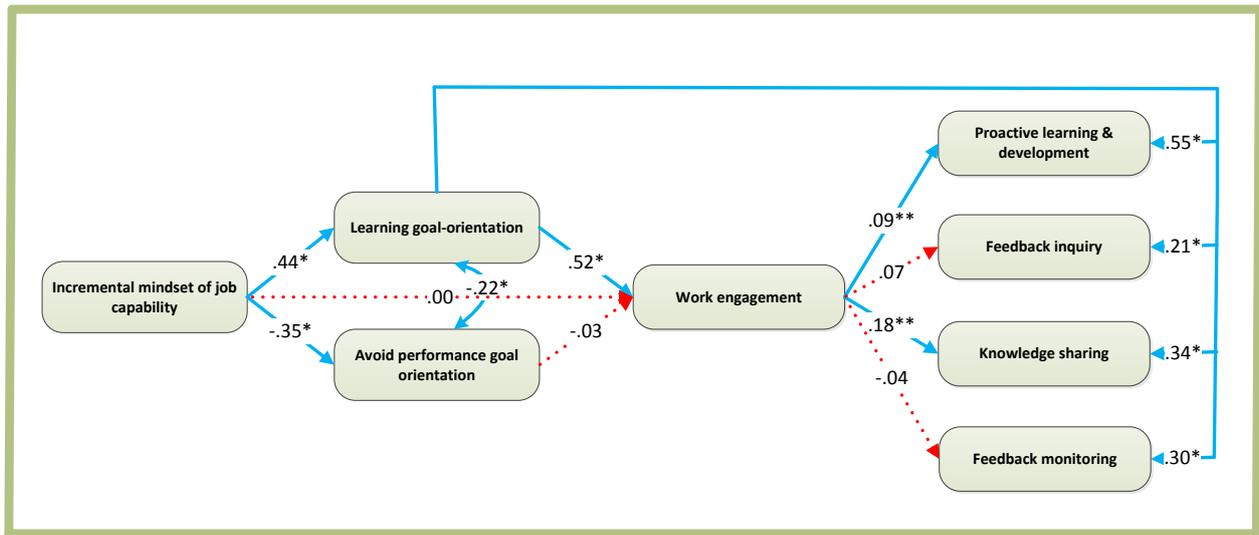 Proactive learning &
development
.55*
Learning goal-orientation
.09**
Feedback inquiry
.21*
.44*
.52*
.07
Incremental mindset of job
capability
.00
-.22*
Work engagement
-.35*
-.03
.18**
Avoid performance goal
orientation
Knowledge sharing
.34*
-.04
Feedback monitoring
.30*